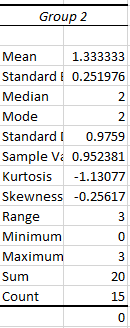 Group 2
Mean 1.333333
Standard E 0.251976
Median 2
Mode 2
Standard D 0.9759
Sample Va 0.952381
Kurtosis -1.13077
Skewness -0.25617
Range 3
Minimum 0
Maximum 3
Sum 20
Count 15
0